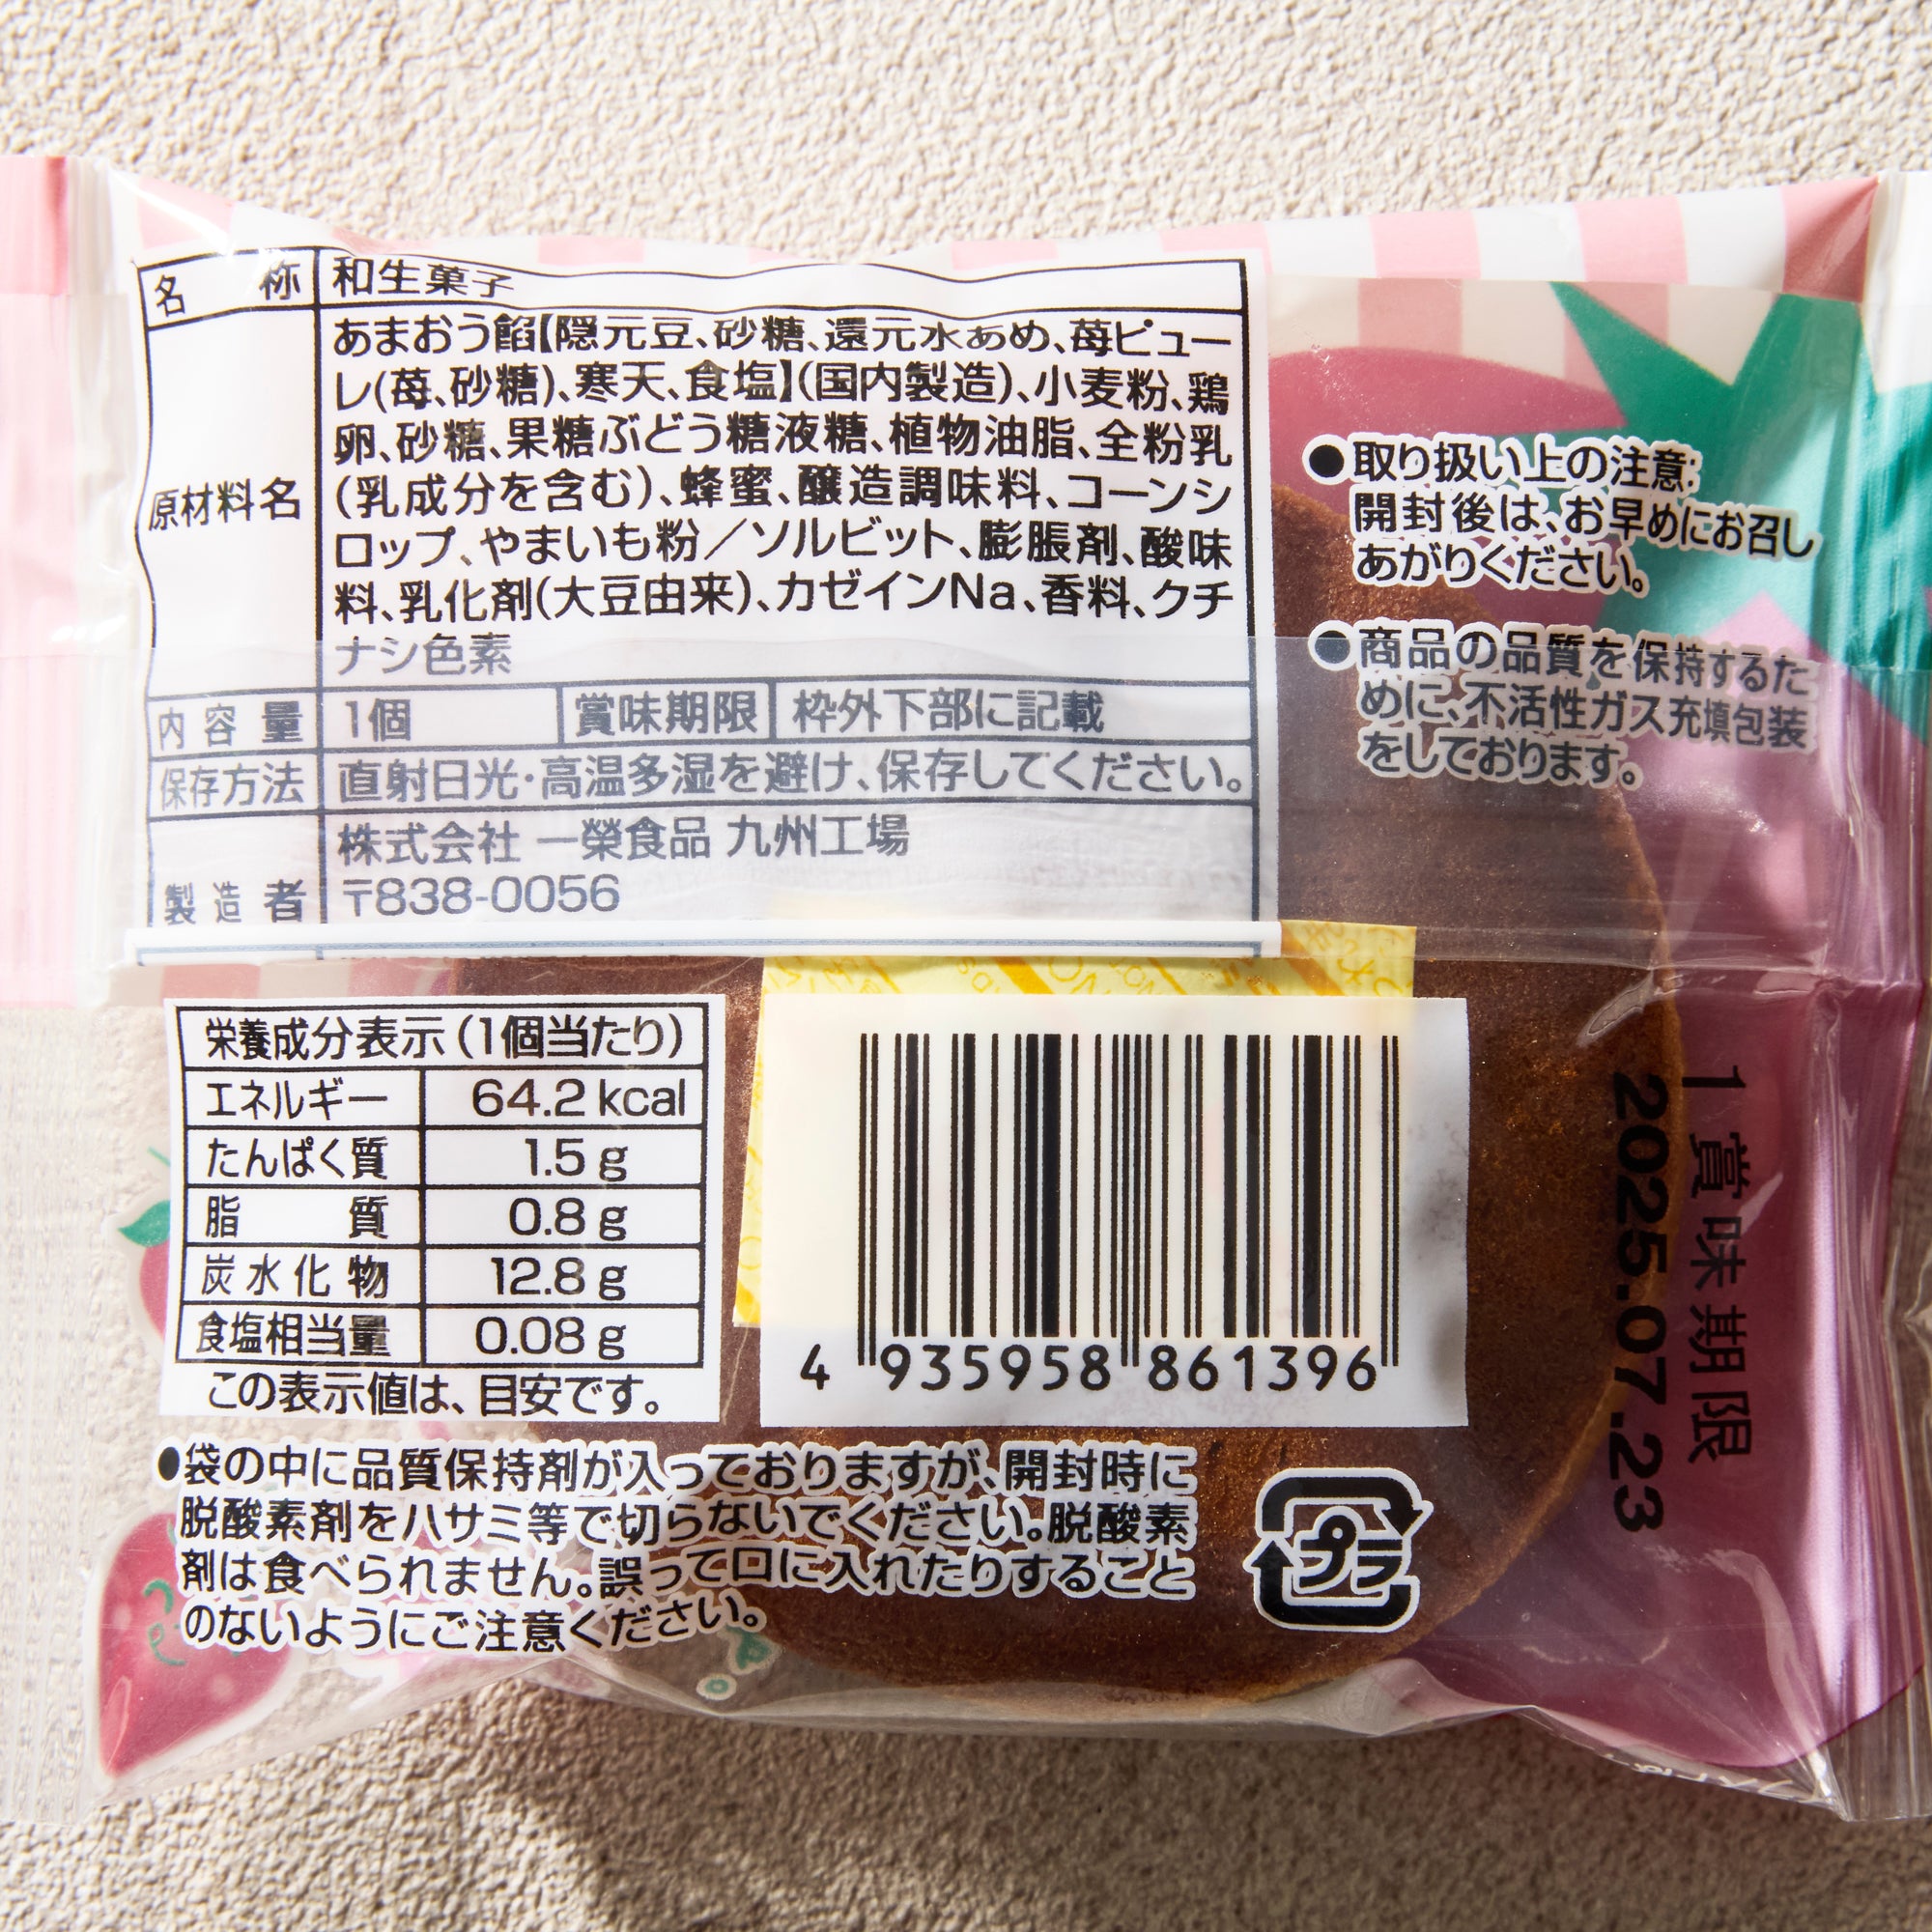 名称 和生菓子
原材料名
あまおう餡【隠元豆、砂糖、還元水あめ、苺ピュー
レ(苺、砂糖)、寒天、食塩】(国内製造)、小麦粉、鶏
卵、砂糖、果糖ぶどう糖液糖、植物油脂、全粉乳
(乳成分を含む)、蜂蜜、醸造調味料、コーンシ
ロップ、やまいも粉／ソルビット、膨脹剤、酸味
料、乳化剤(大豆由来)、カゼインNa、香料、クチ
ナシ色素
内容量 1個 賞味期限 枠外下部に記載
保存方法 直射日光・高温多湿を避け、保存してください。
製造者
株式会社 一榮食品 九州工場
〒838-0056
●取り扱い上の注意:
開封後は、お早めにお召し
あがりください。
●商品の品質を保持するた
めに、不活性ガス充填包装
をしております。
栄養成分表示(1個当たり)
エネルギー 64.2kcal
たんぱく質 1.5g
脂質 0.8g
炭水化物 12.8g
食塩相当量 0.08g
この表示値は、目安です。
4 935958 861396
1 賞味期限
2025.07.23
●袋の中に品質保持剤が入っておりますが、開封時に
脱酸素剤をハサミ等で切らないでください。脱酸素
剤は食べられません。誤って口に入れたりすること
のないようにご注意ください。
プラ